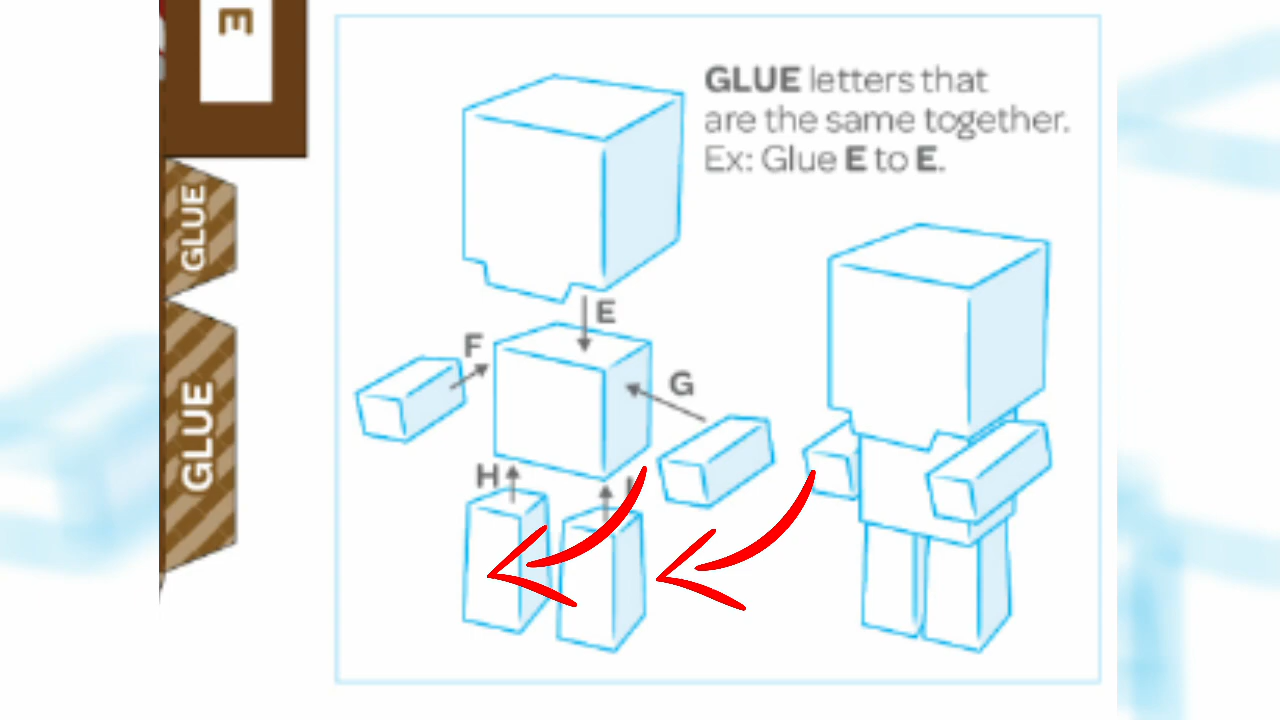 E
GLUE
GLUE
GLUE letters that
are the same together.
Ex: Glue E to E.
E
F
G
H